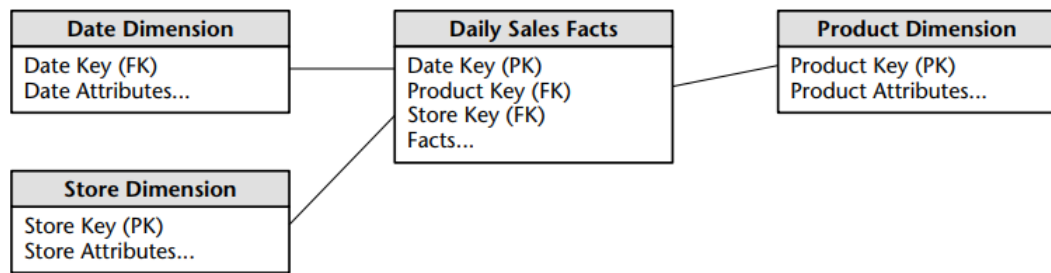 Date Dimension
Date Key (FK)
Date Attributes...
Daily Sales Facts
Date Key (PK)
Product Key (FK)
Store Key (FK)
Facts...
Product Dimension
Product Key (PK)
Product Attributes...
Store Dimension
Store Key (PK)
Store Attributes...